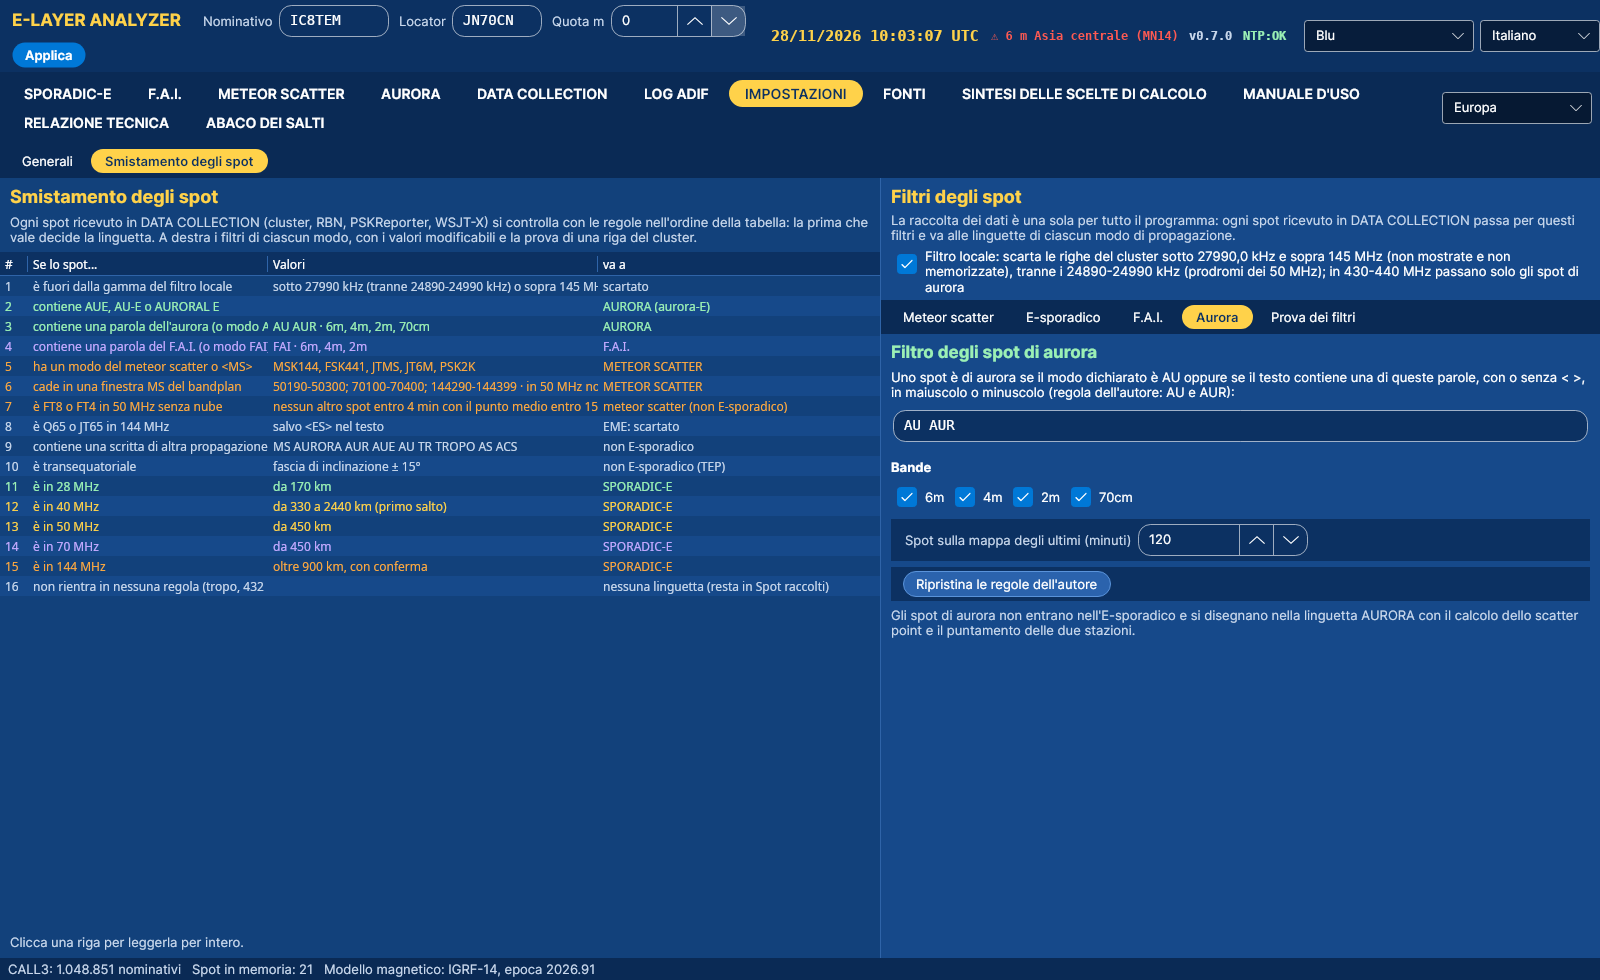 E-LAYER ANALYZER Nominativo IC8TEM Locator JN70CN Quota m 0
28/11/2026 10:03:07 UTC ⚠ 6 m Asia centrale (MN14) v0.7.0 NTP:OK Blu Italiano
Applica
SPORADIC-E F.A.I. METEOR SCATTER AURORA DATA COLLECTION LOG ADIF IMPOSTAZIONI FONTI SINTESI DELLE SCELTE DI CALCOLO MANUALE D'USO
RELAZIONE TECNICA ABACO DEI SALTI
Europa
Generali Smistamento degli spot
Smistamento degli spot
Ogni spot ricevuto in DATA COLLECTION (cluster, RBN, PSKReporter, WSJT-X) si controlla con le regole nell'ordine della tabella: la prima che
vale decide la linguetta. A destra i filtri di ciascun modo, con i valori modificabili e la prova di una riga del cluster.
# Se lo spot... Valori va a
1 è fuori dalla gamma del filtro locale sotto 27990 kHz (tranne 24890-24990 kHz) o sopra 145 MH scartato
2 contiene AUE, AU-E o AURORAL E AURORA (aurora-E)
3 contiene una parola dell'aurora (o modo A AU AUR · 6m, 4m, 2m, 70cm AURORA
4 contiene una parola del F.A.I. (o modo FAI FAI · 6m, 4m, 2m F.A.I.
5 ha un modo del meteor scatter o <MS> MSK144, FSK441, JTMS, JT6M, PSK2K METEOR SCATTER
6 cade in una finestra MS del bandplan 50190-50300; 70100-70400; 144290-144399 · in 50 MHz nc METEOR SCATTER
7 è FT8 o FT4 in 50 MHz senza nube nessun altro spot entro 4 min con il punto medio entro 15 meteor scatter (non E-sporadico)
8 è Q65 o JT65 in 144 MHz salvo <ES> nel testo EME: scartato
9 contiene una scritta di altra propagazione MS AURORA AUR AUE AU TR TROPO AS ACS non E-sporadico
10 è transequatoriale fascia di inclinazione ± 15° non E-sporadico (TEP)
11 è in 28 MHz da 170 km SPORADIC-E
12 è in 40 MHz da 330 a 2440 km (primo salto) SPORADIC-E
13 è in 50 MHz da 450 km SPORADIC-E
14 è in 70 MHz da 450 km SPORADIC-E
15 è in 144 MHz oltre 900 km, con conferma SPORADIC-E
16 non rientra in nessuna regola (tropo, 432 nessuna linguetta (resta in Spot raccolti)
Clicca una riga per leggerla per intero.
Filtri degli spot
La raccolta dei dati è una sola per tutto il programma: ogni spot ricevuto in DATA COLLECTION passa per questi
filtri e va alle linguette di ciascun modo di propagazione.
Filtro locale: scarta le righe del cluster sotto 27990,0 kHz e sopra 145 MHz (non mostrate e non
memorizzate), tranne i 24890-24990 kHz (prodromi dei 50 MHz); in 430-440 MHz passano solo gli spot di
aurora
Meteor scatter E-sporadico F.A.I. Aurora Prova dei filtri
Filtro degli spot di aurora
Uno spot è di aurora se il modo dichiarato è AU oppure se il testo contiene una di queste parole, con o senza < >,
in maiuscolo o minuscolo (regola dell'autore: AU e AUR):
AU AUR
Bande
6m 4m 2m 70cm
Spot sulla mappa degli ultimi (minuti) 120
Ripristina le regole dell'autore
Gli spot di aurora non entrano nell'E-sporadico e si disegnano nella linguetta AURORA con il calcolo dello scatter
point e il puntamento delle due stazioni.
CALL3: 1.048.851 nominativi Spot in memoria: 21 Modello magnetico: IGRF-14, epoca 2026.91